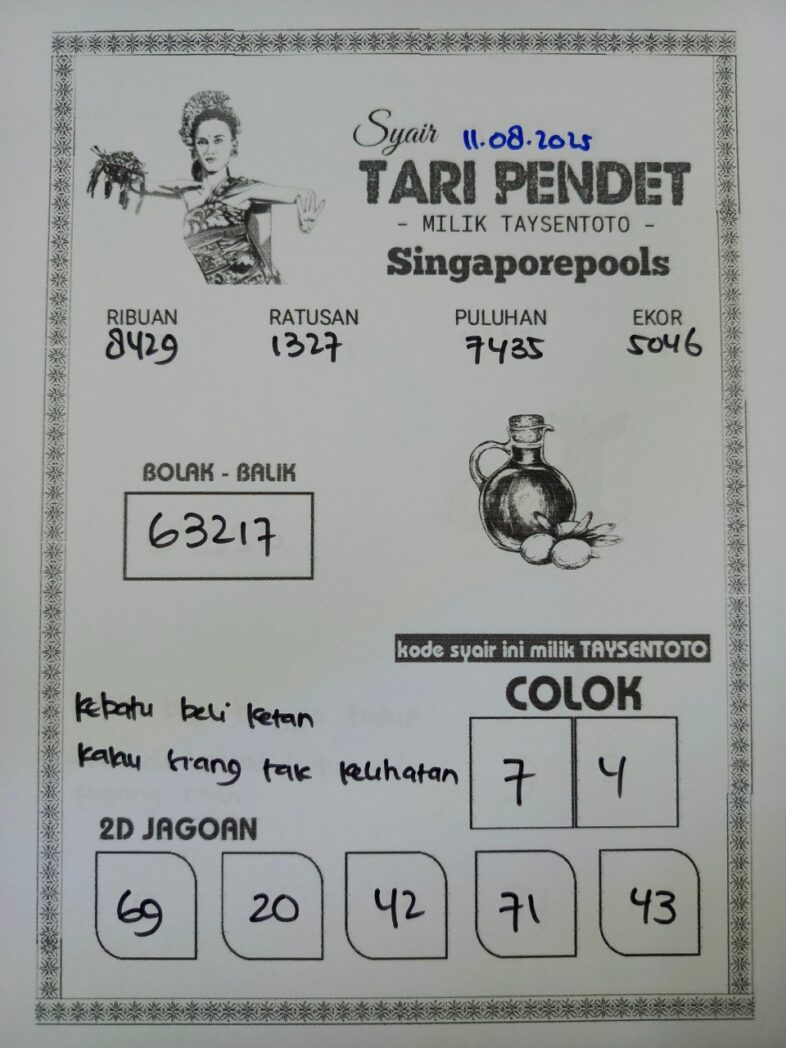 Syair 11.08.2025
TARI PENDET
- MILIK TAYSENTOTO -
Singaporepools
RIBUAN RATUSAN PULUHAN EKOR
8429 1327 7435 5046
BOLAK - BALIK
63217
kode syair ini milik TAYSENTOTO
COLOK
7 4
kebatu beli ketan
kalau siang tak kelihatan
2D JAGOAN
69 20 42 71 43